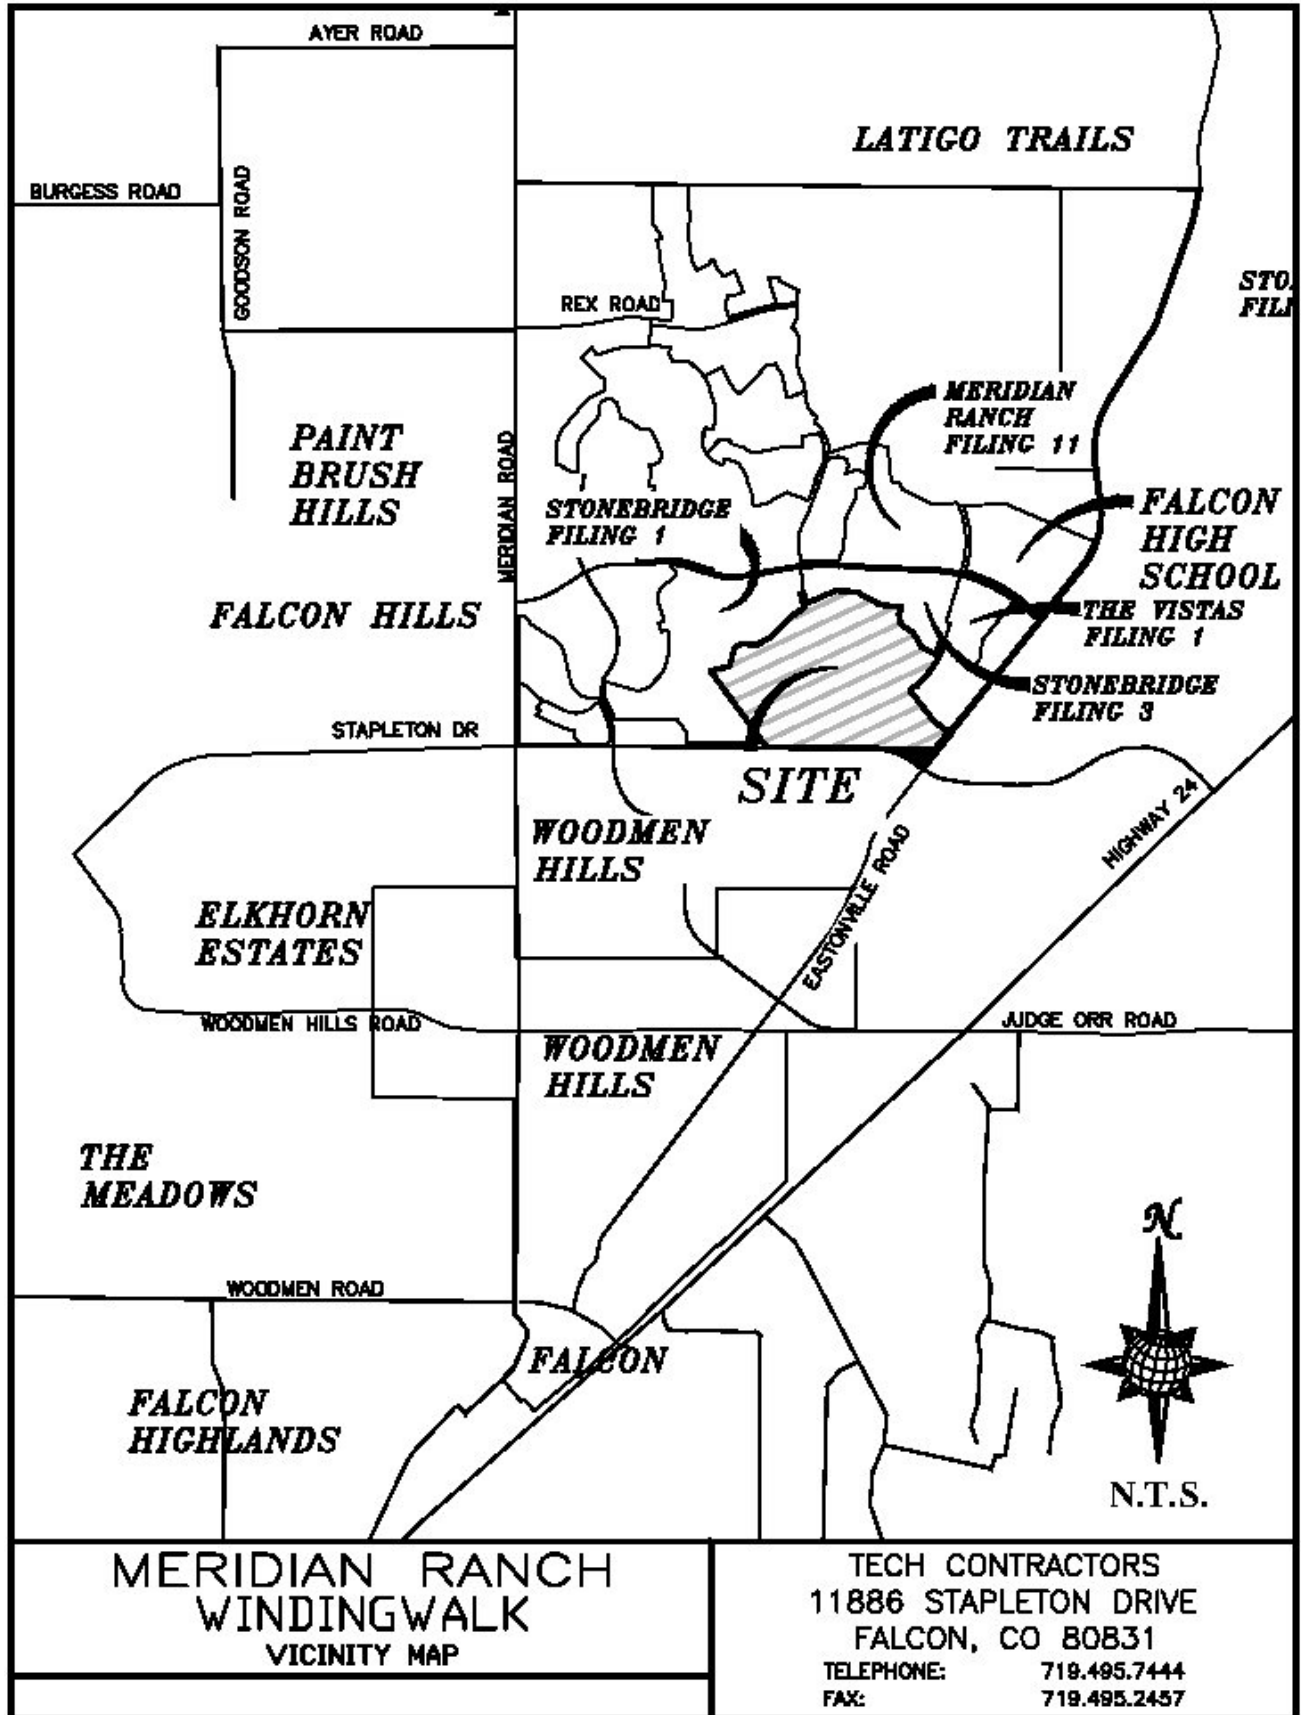 AYER ROAD
LATIGO TRAILS
BURGESS ROAD
GOODSON ROAD
STO
FILI
REX ROAD
MERIDIAN
RANCH
FILING 11
PAINT
BRUSH
HILLS
MERIDIAN ROAD
STONEBRIDGE
FILING 1
FALCON
HIGH
SCHOOL
FALCON HILLS
THE VISTAS
FILING 1
STONEBRIDGE
FILING 3
STAPLETON DR
SITE
WOODMEN
HILLS
HIGHWAY 24
EASTONVILLE ROAD
ELKHORN
ESTATES
WOODMEN HILLS ROAD
JUDGE ORR ROAD
WOODMEN
HILLS
THE
MEADOWS
N
WOODMEN ROAD
FALCON
FALCON
HIGHLANDS
N.T.S.
MERIDIAN RANCH
WINDINGWALK
VICINITY MAP
TECH CONTRACTORS
11886 STAPLETON DRIVE
FALCON, CO 80831
TELEPHONE: 719.495.7444
FAX: 719.495.2457